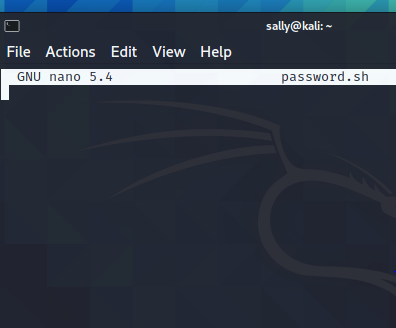 sally@kali: ~
File Actions Edit View Help
GNU nano 5.4 password.sh